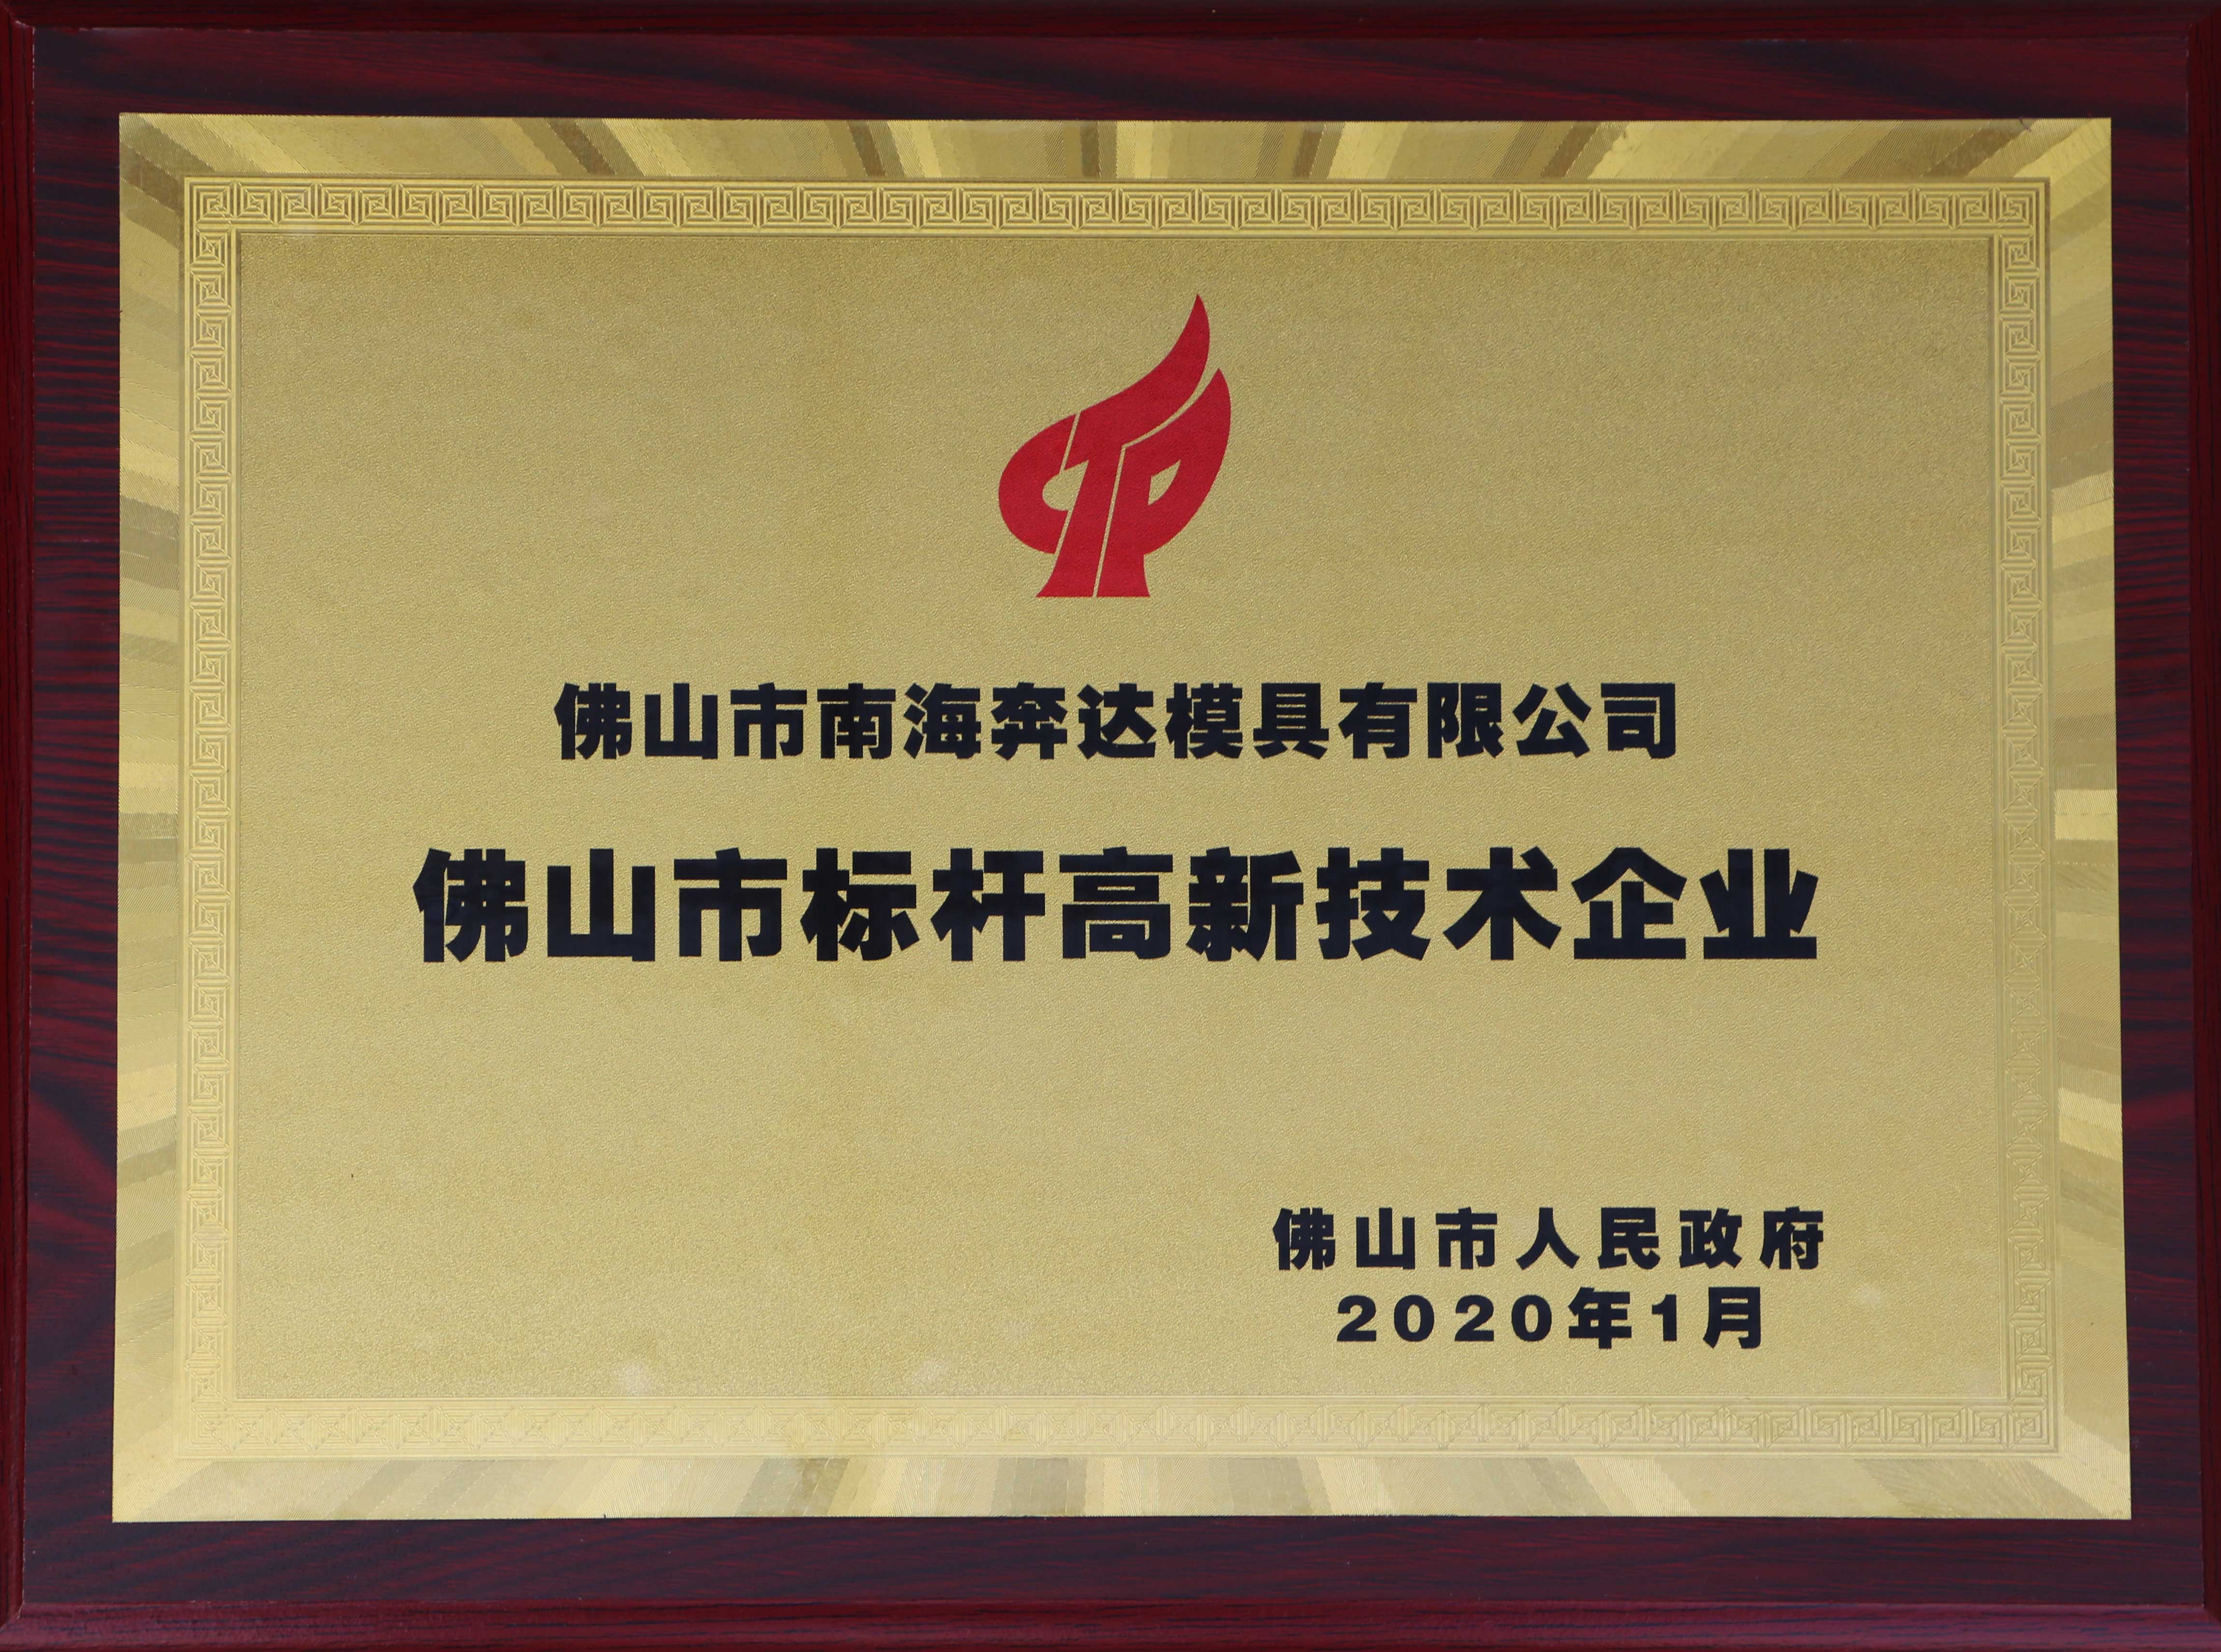 佛山市南海奔达模具有限公司
佛山市标杆高新技术企业
佛山市人民政府
2020年1月